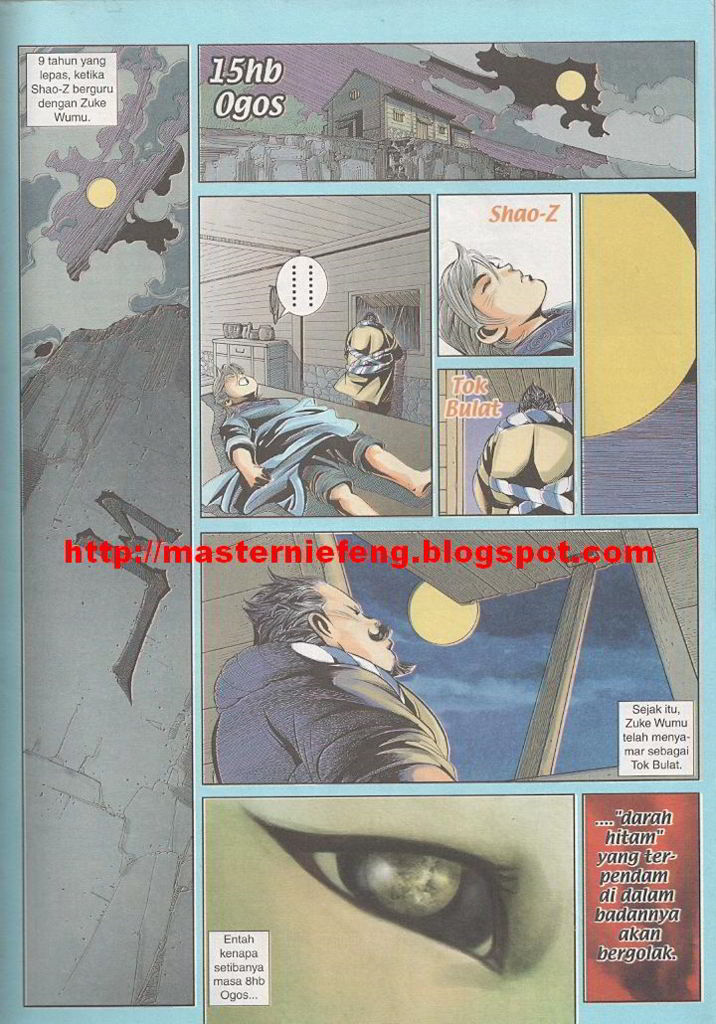 9 tahun yang
lepas, ketika
Shao-Z berguru
dengan Zuke
Wumu.
15hb
Ogos
Shao-Z
Tok
Bulat
http://masterniefeng.blogspot.com
Sejak itu,
Zuke Wumu
telah menya-
mar sebagai
Tok Bulat.
Entah
kenapa
setibanya
masa 8hb
Ogos...
...."darah
hitam"
yang ter-
pendam
di dalam
badannya
akan
bergolak.